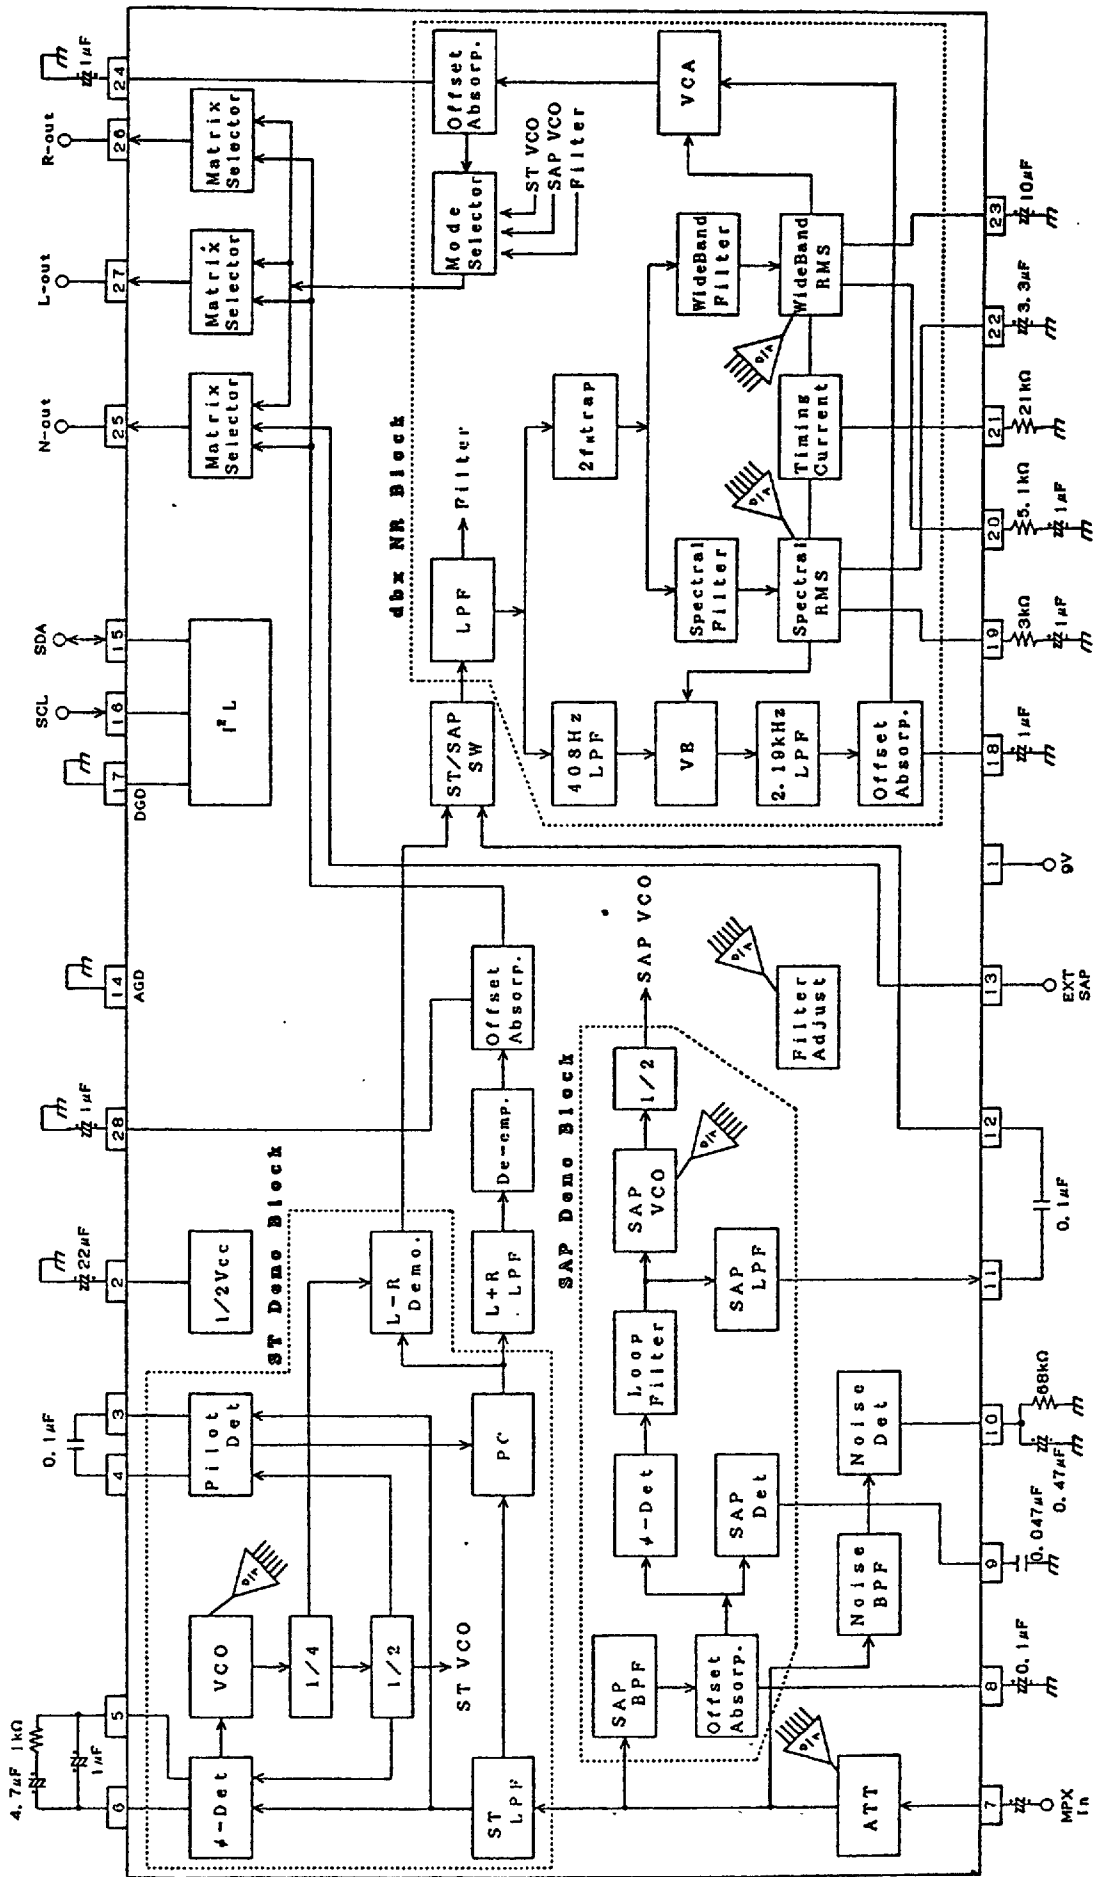 4.7μF 1kΩ
1μF
0.1μF
22μF
1μF
1μF
SCL
SDA
N-out
L-out
R-out
6
5
4
3
2
28
14
17
16
15
25
27
26
24
AGD
DGD
φ-Det
VCO
D/A
1/4
1/2
ST VCO
Pilot
Det
1/2Vcc
I²L
Matrix
Selector
Matrix
Selector
Matrix
Selector
ST Demo Block
L-R
Demo.
ST
LPF
PC
L+R
LPF
De-emp.
Offset
Absorp.
ST/SAP
SW
LPF
Filter
dbx NR Block
Mode
Selector
Offset
Absorp.
ST VCO
SAP VCO
Filter
SAP Demo Block
SAP
BPF
Offset
Absorp.
φ-Det
SAP
Det
Loop
Filter
SAP
VCO
D/A
1/2
SAP VCO
SAP
LPF
Filter
Adjust
D/A
408Hz
LPF
VE
2.19kHz
LPF
Offset
Absorp.
2fHtrap
Spectral
Filter
Spectral
RMS
D/A
Timing
Current
WideBand
Filter
WideBand
RMS
D/A
VCA
ATT
D/A
Noise
BPF
Noise
Det
7
8
9
10
11
12
13
1
18
19
20
21
22
23
MPX
In
0.1μF
0.047μF
0.47μF
68kΩ
0.1μF
EXT
SAP
9V
1μF
3kΩ
1μF
5.1kΩ
1μF
21kΩ
3.3μF
10μF